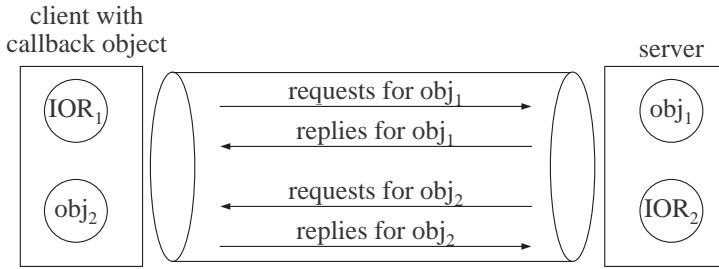 client with
callback object
server
IOR₁
requests for obj₁
obj₁
replies for obj₁
requests for obj₂
obj₂
IOR₂
replies for obj₂